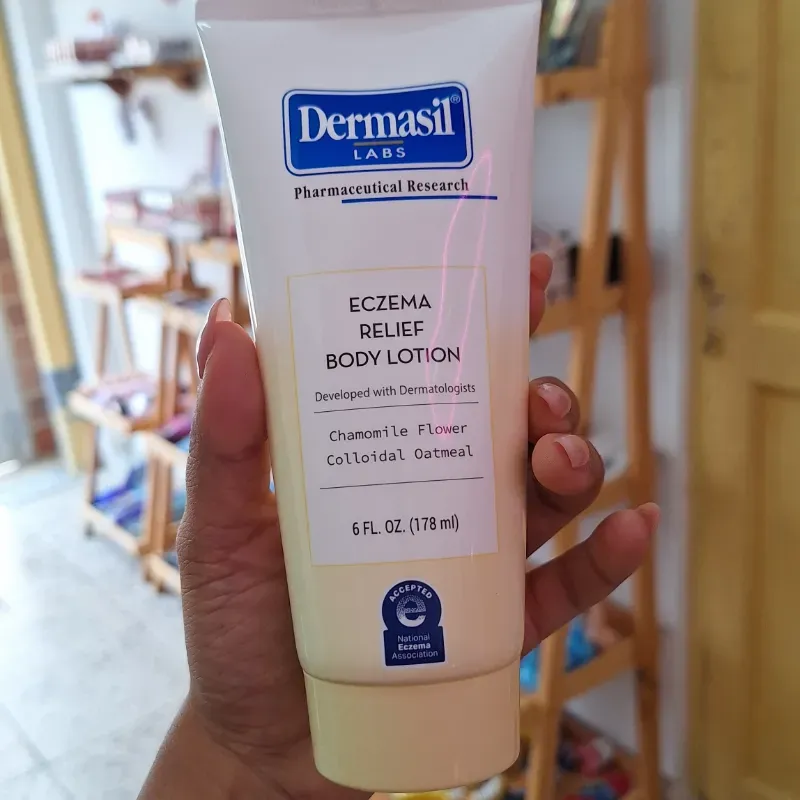 Dermasil®
LABS
Pharmaceutical Research
ECZEMA
RELIEF
BODY LOTION
Developed with Dermatologists
Chamomile Flower
Colloidal Oatmeal
6 FL. OZ. (178 ml)
ACCEPTED
e
National
Eczema
Association